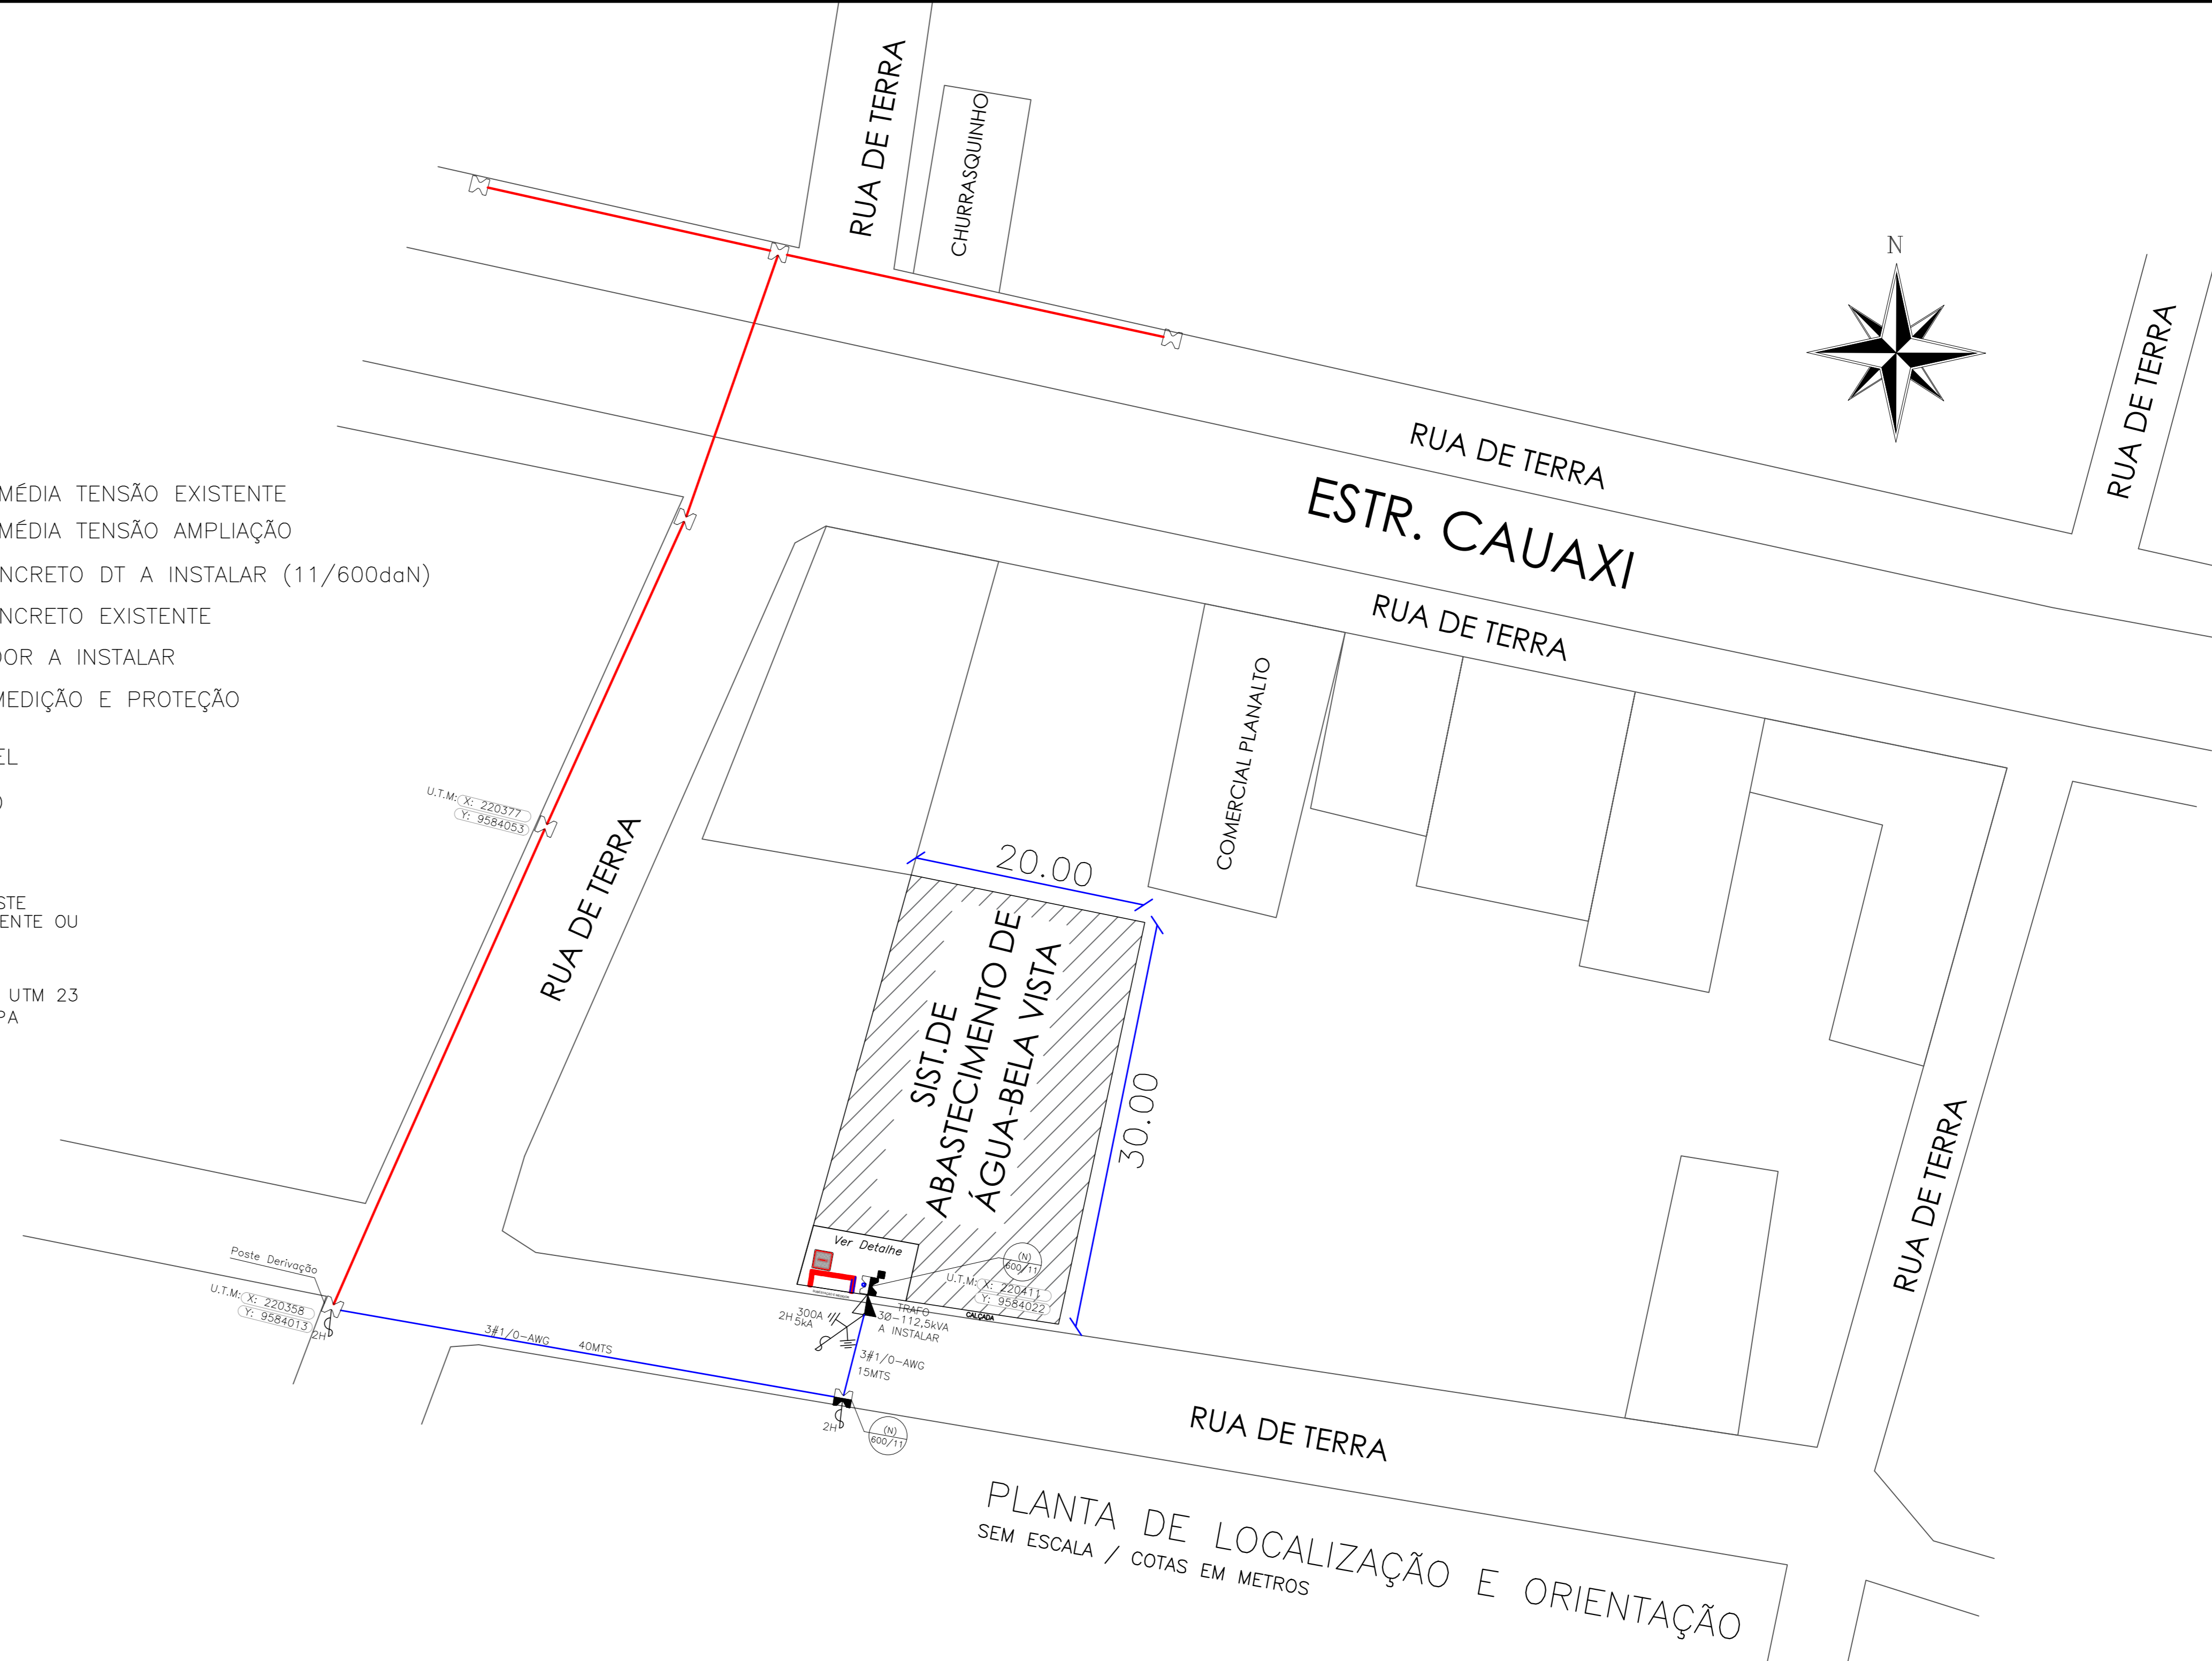 RUA DE TERRA
CHURRASQUINHO
N
RUA DE TERRA
RUA DE TERRA
ESTR. CAUAXI
RUA DE TERRA
MÉDIA TENSÃO EXISTENTE
MÉDIA TENSÃO AMPLIAÇÃO
NCRETO DT A INSTALAR (11/600daN)
NCRETO EXISTENTE
OR A INSTALAR
MEDIÇÃO E PROTEÇÃO
EL
O
STE
ENTE OU
UTM 23
PA
COMERCIAL PLANALTO
U.T.M: X: 220377
Y: 9584053
RUA DE TERRA
20.00
30.00
SIST.DE
ABASTECIMENTO DE
ÁGUA-BELA VISTA
RUA DE TERRA
Ver Detalhe
(N)
600/11
U.T.M: X: 220411
Y: 9584022
CALÇADA
Poste Derivação
U.T.M: X: 220358
Y: 9584013
2H
3#1/0-AWG 40MTS
300A
2H 5kA
TRAFO
3Ø-112,5kVA
A INSTALAR
3#1/0-AWG
15MTS
2H
(N)
600/11
RUA DE TERRA
PLANTA DE LOCALIZAÇÃO E ORIENTAÇÃO
SEM ESCALA / COTAS EM METROS